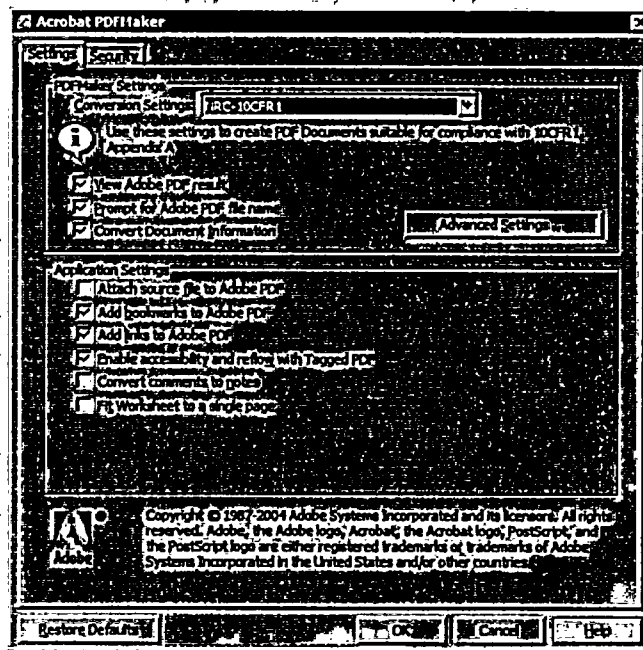 Acrobat PDFMaker
Settings Security
PDFMaker Settings
Conversion Settings: NRC-10CFR1
Use these settings to create PDF Documents suitable for compliance with 10CFR1,
Appendix A
View Adobe PDF result
Prompt for Adobe PDF file name
Convert Document Information
Advanced Settings
Application Settings
Attach source file to Adobe PDF
Add bookmarks to Adobe PDF
Add links to Adobe PDF
Enable accessibility and reflow with Tagged PDF
Convert comments to notes
Fit Worksheet to a single page
Adobe
Copyright © 1987-2004 Adobe Systems Incorporated and its licensors. All rights
reserved. Adobe, the Adobe logo, Acrobat, the Acrobat logo, PostScript, and
the PostScript logo are either registered trademarks or trademarks of Adobe
Systems Incorporated in the United States and/or other countries.
Restore Defaults OK Cancel Help